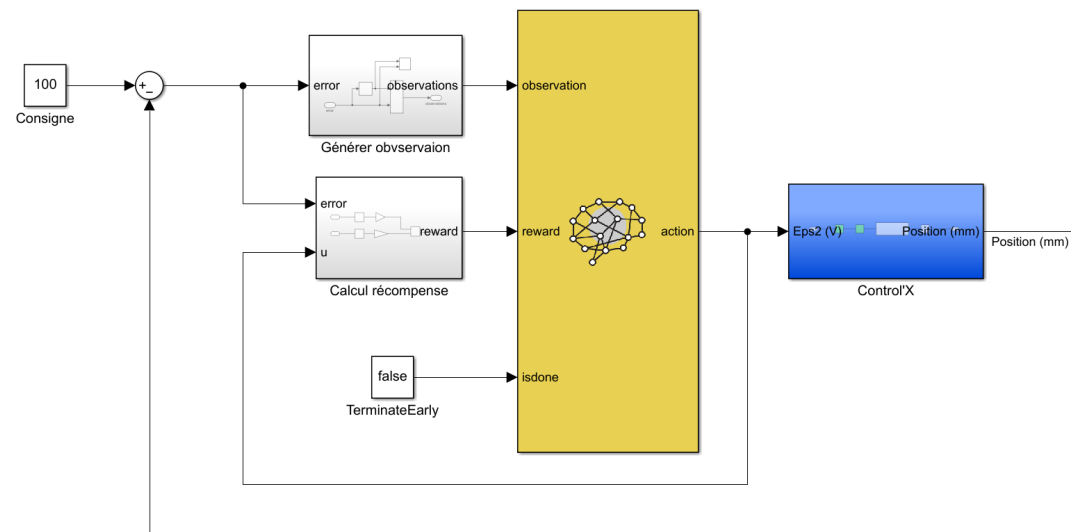 100
Consigne
+
−
error
observations
Générer obvservaion
observation
error
u
reward
Calcul récompense
reward
action
Eps2 (V)
Position (mm)
Control'X
Position (mm)
false
TerminateEarly
isdone